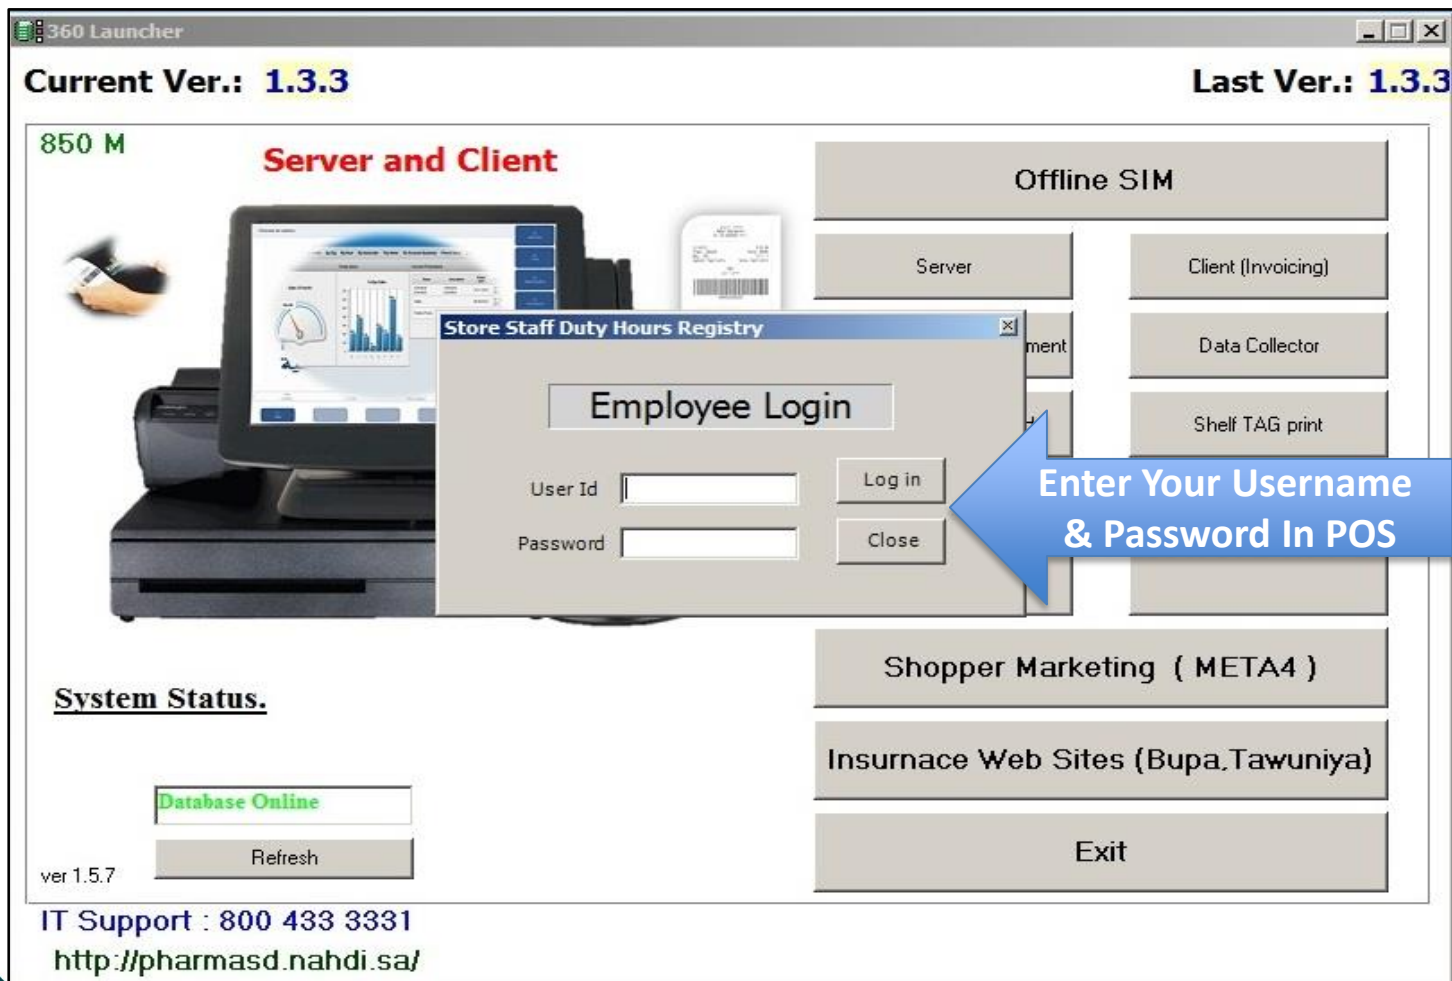 360 Launcher
Current Ver.: 1.3.3
Last Ver.: 1.3.3
850 M
Server and Client
Offline SIM
Server
Client (Invoicing)
Store Staff Duty Hours Registry
ment
Data Collector
Employee Login
Shelf TAG print
User Id
Log in
Password
Close
Enter Your Username
& Password In POS
Shopper Marketing ( META4 )
System Status.
Insurnace Web Sites (Bupa,Tawuniya)
Database Online
Refresh
Exit
ver 1.5.7
IT Support : 800 433 3331
http://pharmasd.nahdi.sa/